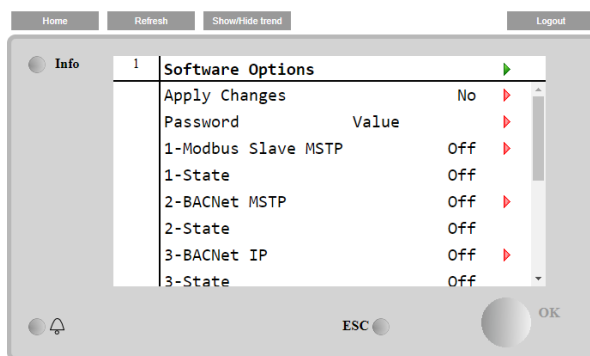 Home Refresh Show/Hide trend Logout
Info
1 Software Options
Apply Changes No
Password Value
1-Modbus Slave MSTP Off
1-State Off
2-BACNet MSTP Off
2-State Off
3-BACNet IP Off
3-State Off
ESC OK